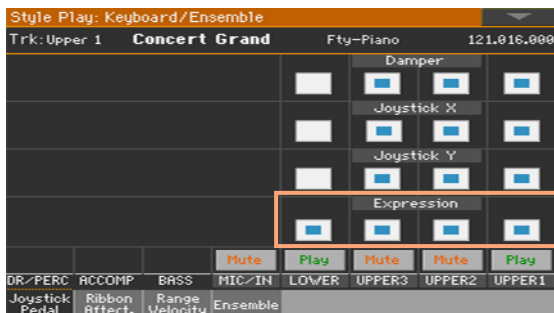 Style Play: Keyboard/Ensemble
Trk: Upper 1 Concert Grand Fty-Piano 121.016.000
Damper
Joystick X
Joystick Y
Expression
Mute Play Mute Mute Play
DR/PERC ACCOMP BASS MIC/IN LOWER UPPER3 UPPER2 UPPER1
Joystick Ribbon Range Ensemble
Pedal Affect. Velocity